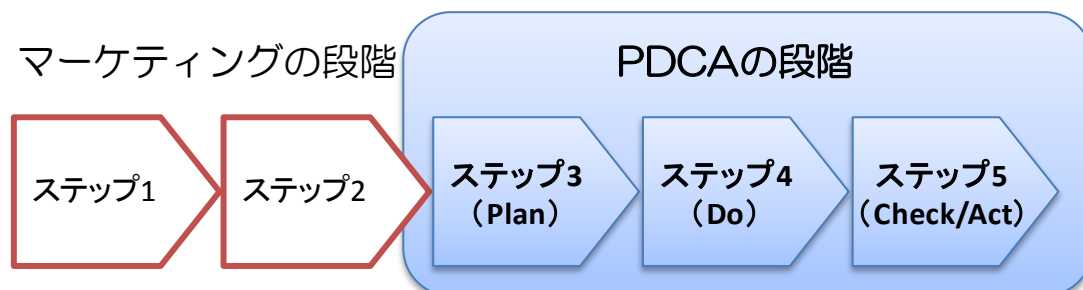 マーケティングの段階
PDCAの段階
ステップ1
ステップ2
ステップ3
（Plan）
ステップ4
（Do）
ステップ5
（Check/Act）